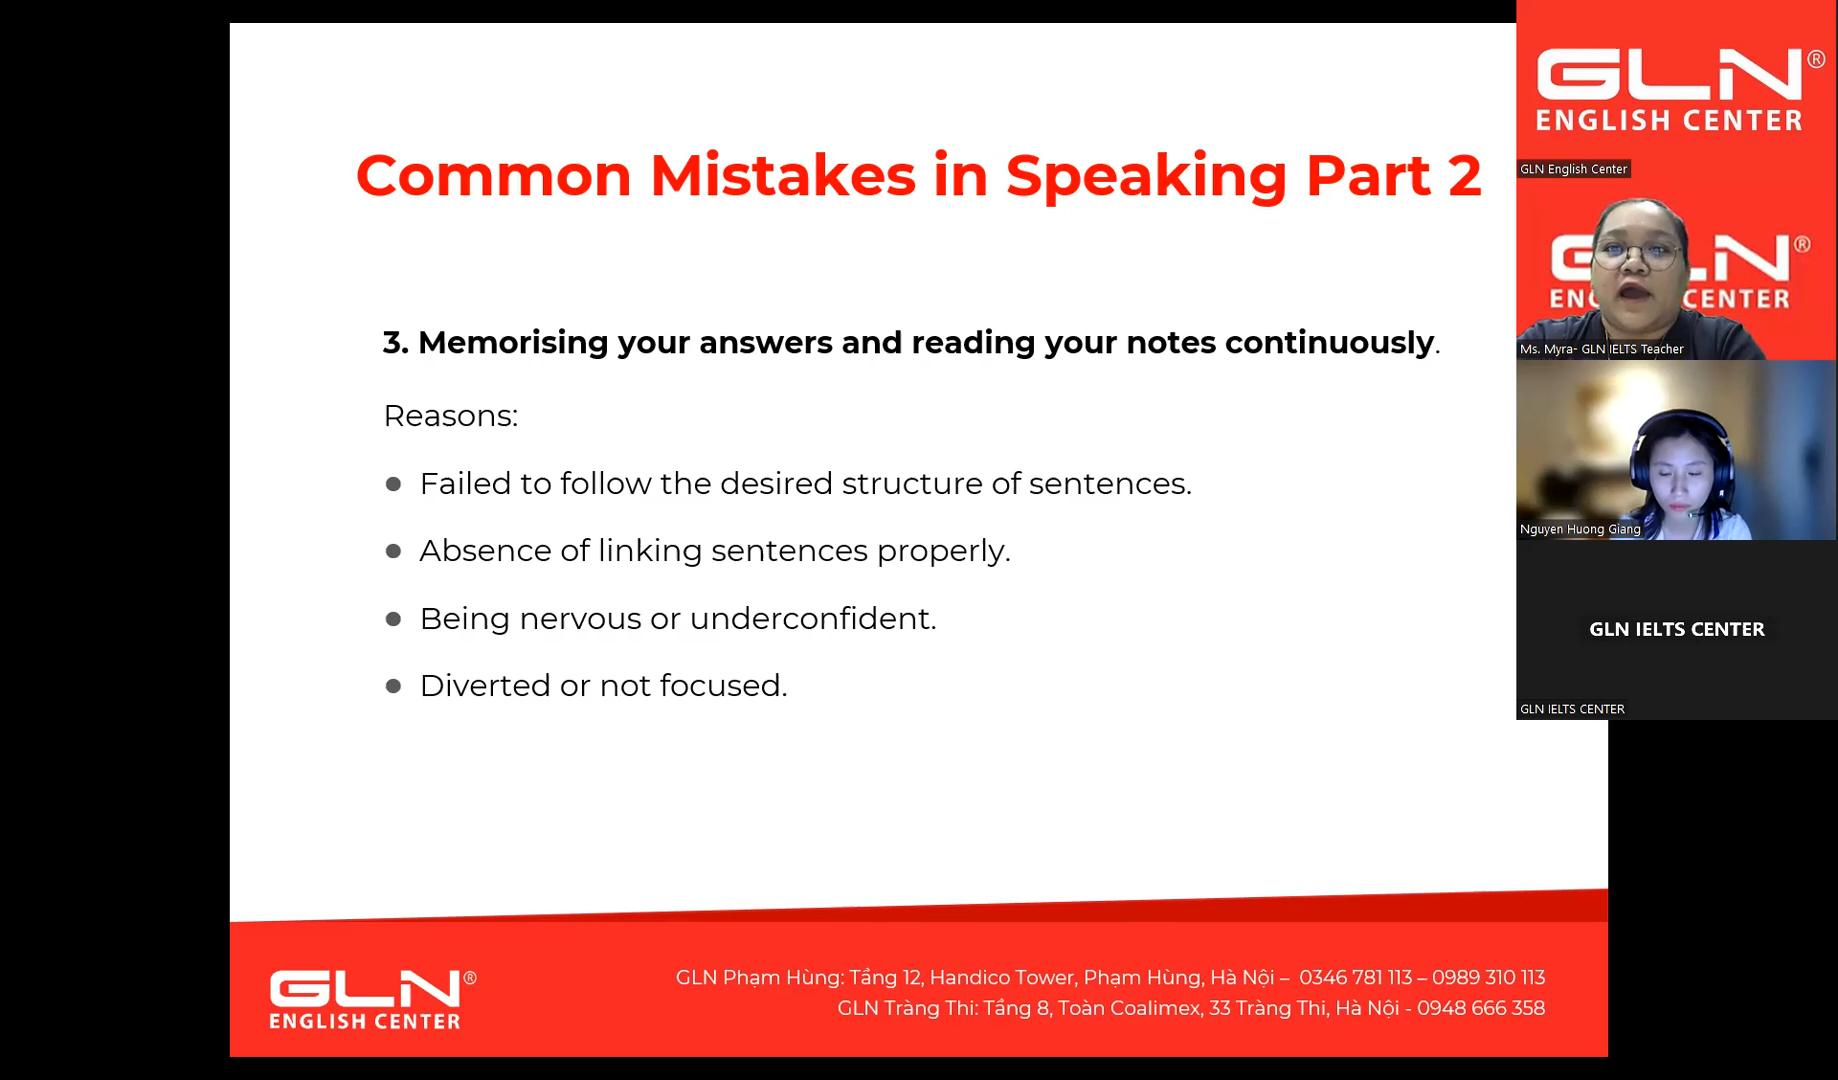 Common Mistakes in Speaking Part 2
3. Memorising your answers and reading your notes continuously.
Reasons:
● Failed to follow the desired structure of sentences.
● Absence of linking sentences properly.
● Being nervous or underconfident.
● Diverted or not focused.
GLN®
ENGLISH CENTER
GLN Phạm Hùng: Tầng 12, Handico Tower, Phạm Hùng, Hà Nội – 0346 781 113 – 0989 310 113
GLN Tràng Thi: Tầng 8, Toàn Coalimex, 33 Tràng Thi, Hà Nội - 0948 666 358
GLN®
ENGLISH CENTER
GLN English Center
G LN®
EN CENTER
Ms. Myra- GLN IELTS Teacher
Nguyen Huong Giang
GLN IELTS CENTER
GLN IELTS CENTER